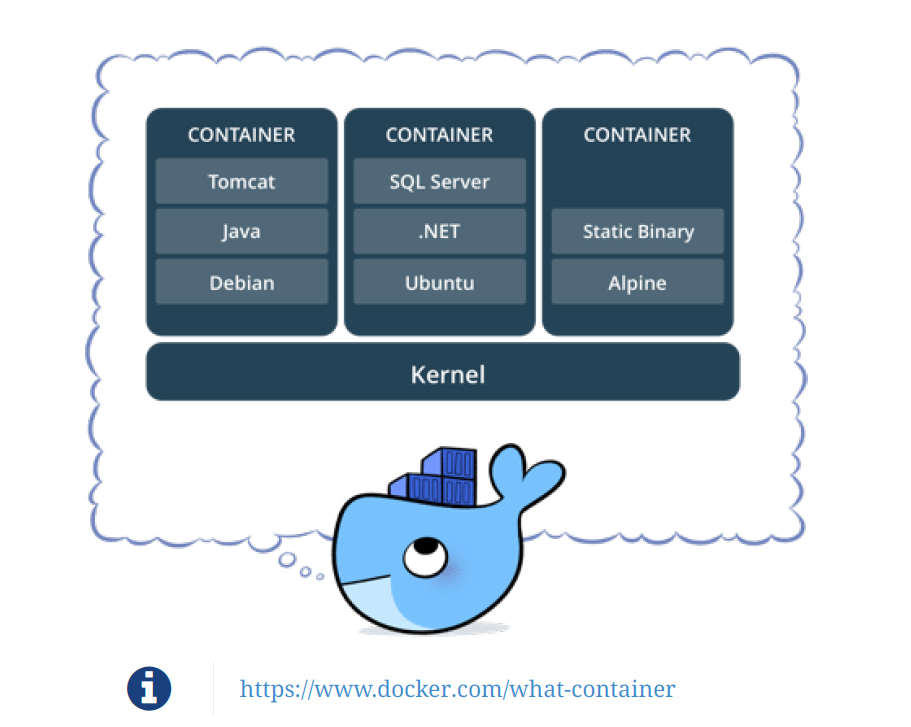 CONTAINER
Tomcat
Java
Debian
CONTAINER
SQL Server
.NET
Ubuntu
CONTAINER
Static Binary
Alpine
Kernel
https://www.docker.com/what-container